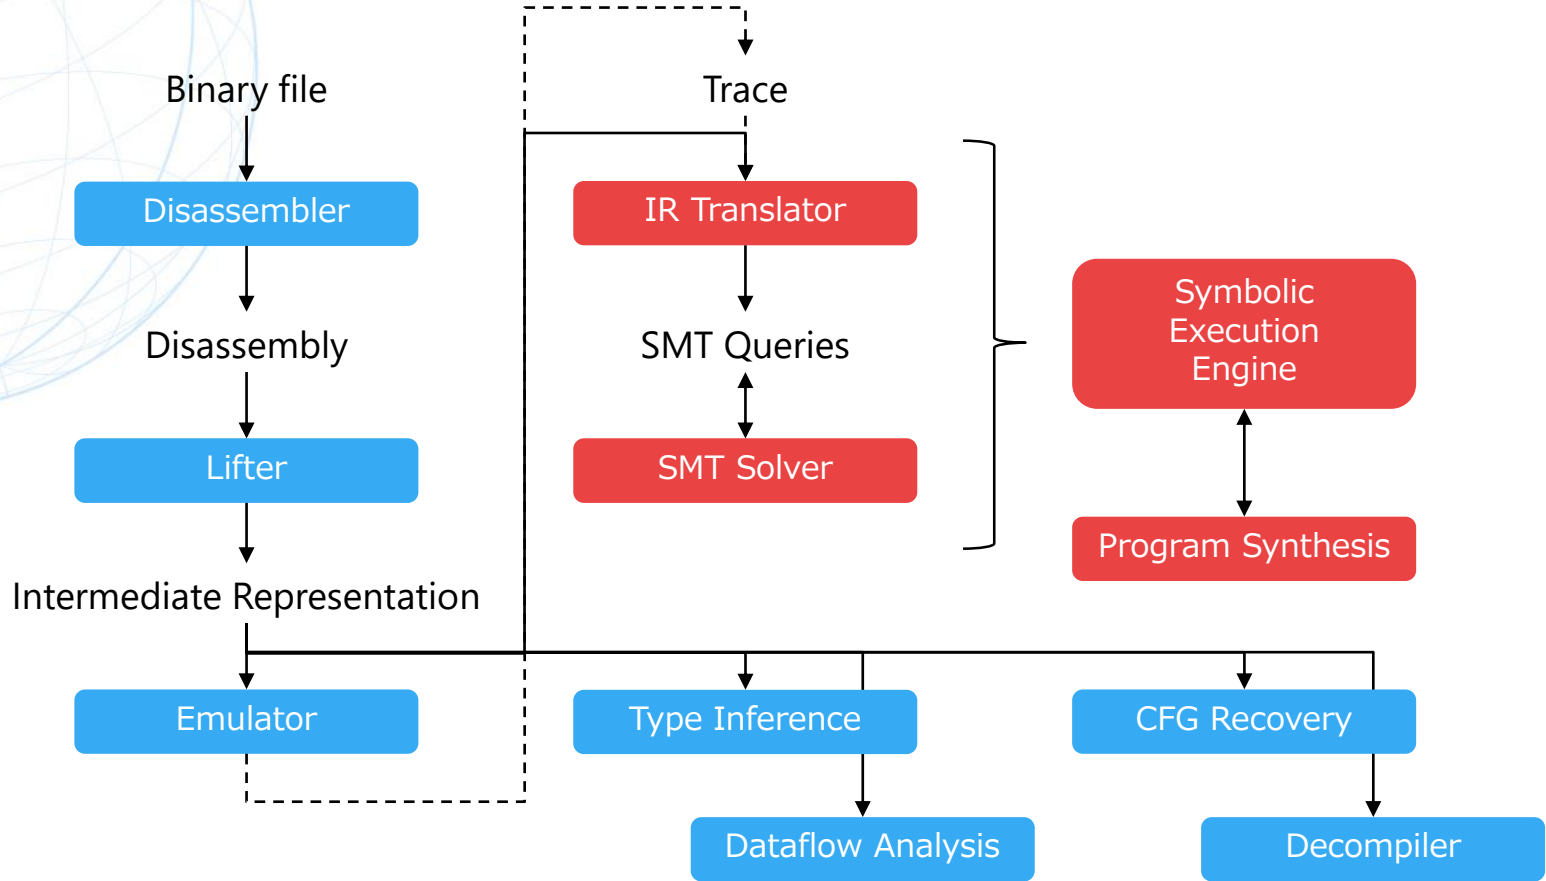 Binary file
Trace
Disassembler
IR Translator
Symbolic
Execution
Engine
Disassembly
SMT Queries
Lifter
SMT Solver
Program Synthesis
Intermediate Representation
Emulator
Type Inference
CFG Recovery
Dataflow Analysis
Decompiler